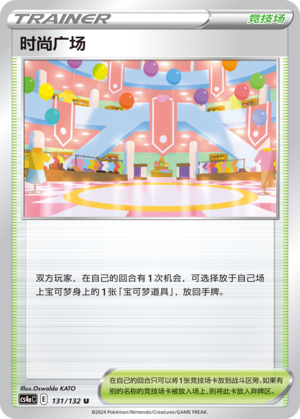 TRAINER
竞技场
时尚广场
双方玩家，在自己的回合有1次机会，可选择放于自己场
上宝可梦身上的1张「宝可梦道具」，放回手牌。
Illus.Oswaldo KATO
在自己的回合只可以将1张竞技场卡放到战斗区旁。如果有
别的名称的竞技场卡被放入场上，则将此卡放入弃牌区。
CS4aC E 131/132 U
©2024 Pokémon/Nintendo/Creatures/GAME FREAK.